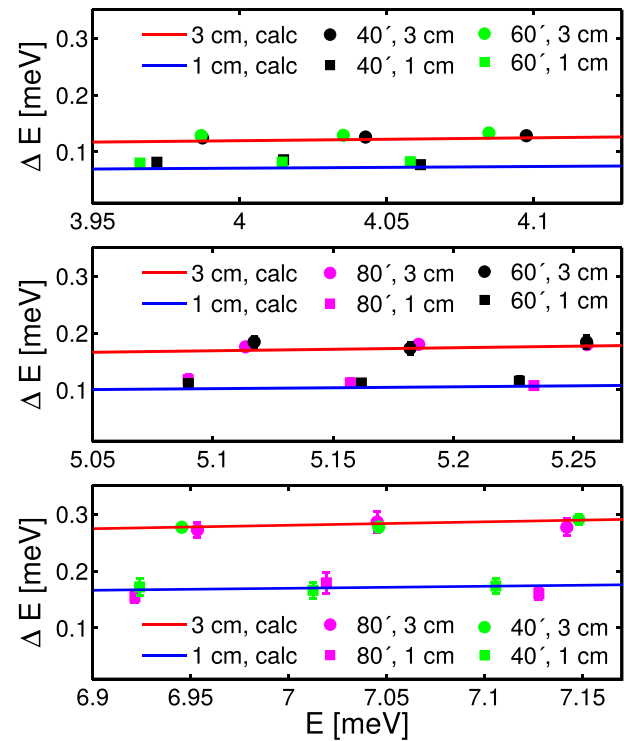 0.3
0.2
0.1
Δ E [meV]
3 cm, calc 40´, 3 cm 60´, 3 cm
1 cm, calc 40´, 1 cm 60´, 1 cm
3.95 4 4.05 4.1
0.3
0.2
0.1
Δ E [meV]
3 cm, calc 80´, 3 cm 60´, 3 cm
1 cm, calc 80´, 1 cm 60´, 1 cm
5.05 5.1 5.15 5.2 5.25
0.3
0.2
0.1
Δ E [meV]
3 cm, calc 80´, 3 cm 40´, 3 cm
1 cm, calc 80´, 1 cm 40´, 1 cm
6.9 6.95 7 7.05 7.1 7.15
E [meV]